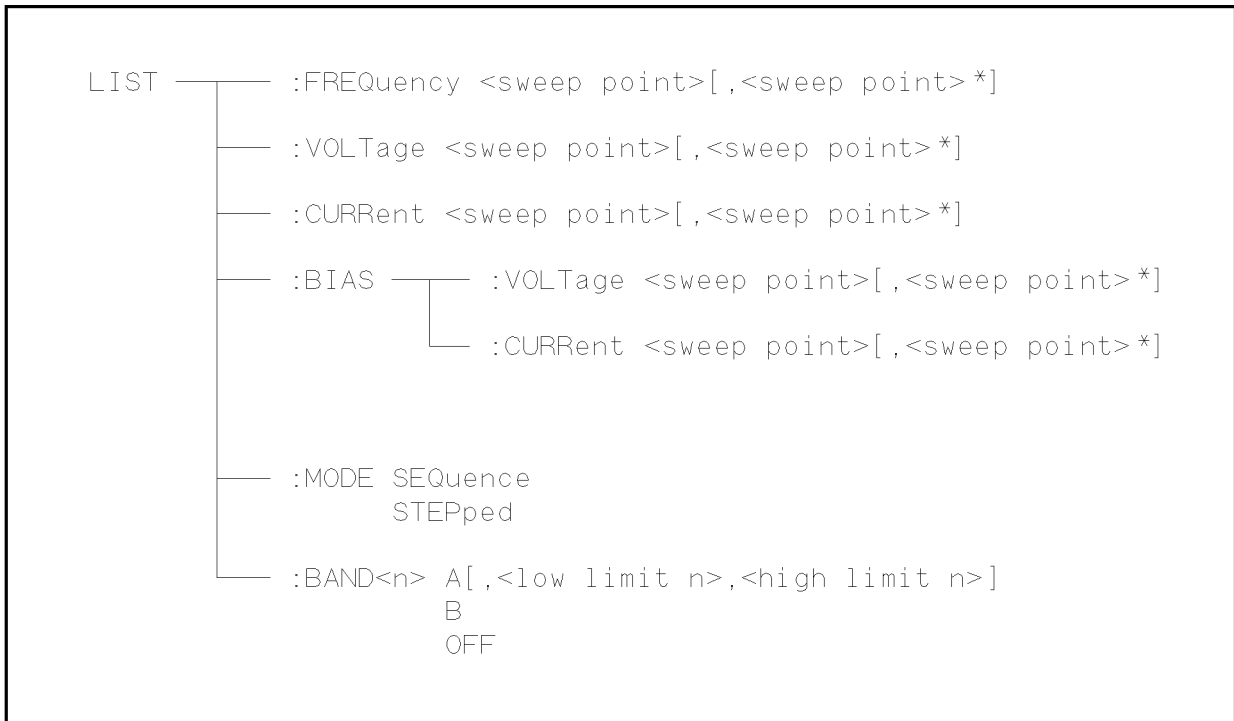 LIST :FREQuency <sweep point>[,<sweep point>*]
:VOLTage <sweep point>[,<sweep point>*]
:CURRent <sweep point>[,<sweep point>*]
:BIAS :VOLTage <sweep point>[,<sweep point>*]
:CURRent <sweep point>[,<sweep point>*]
:MODE SEQuence
STEPped
:BAND<n> A[,<low limit n>,<high limit n>]
B
OFF